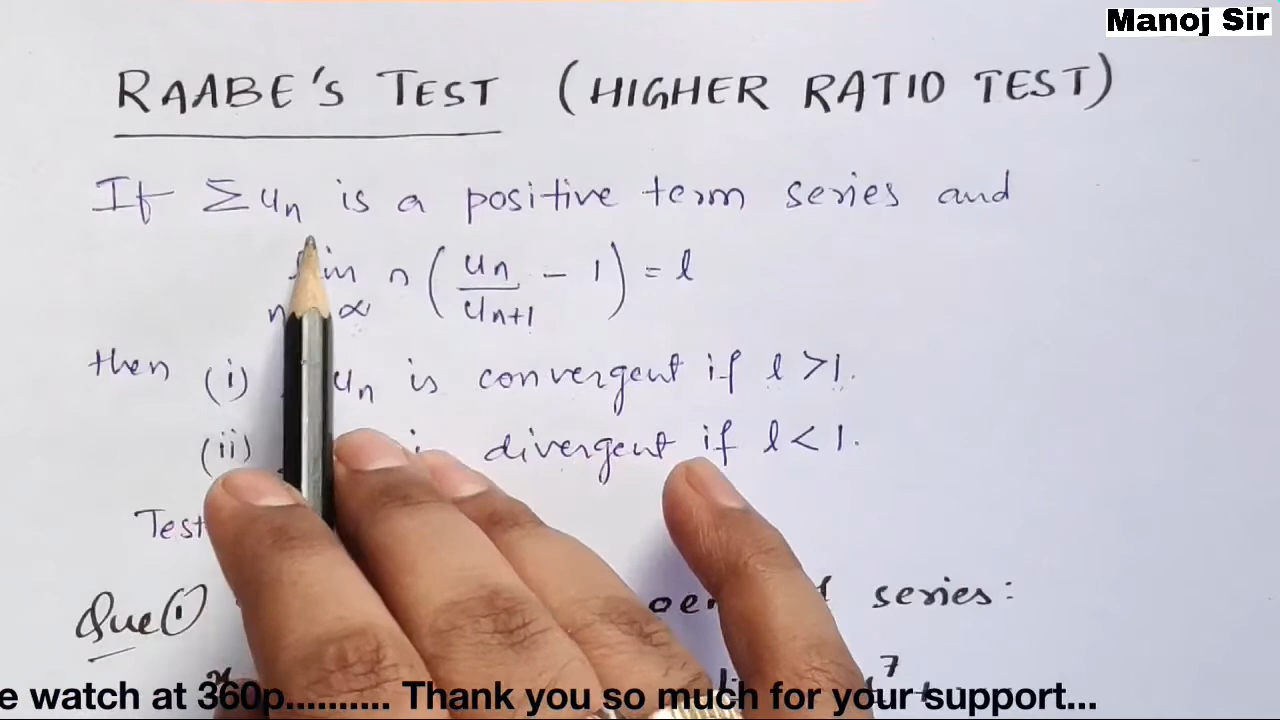 Manoj Sir
RAABE'S TEST (HIGHER RATIO TEST)
If Σun is a positive term series and
n (un/un+1 - 1) = l
n ∞
then (i) un is convergent if l > 1.
(ii) divergent if l < 1.
Test
Que ① series:
7
e watch at 360p.......... Thank you so much for your support...